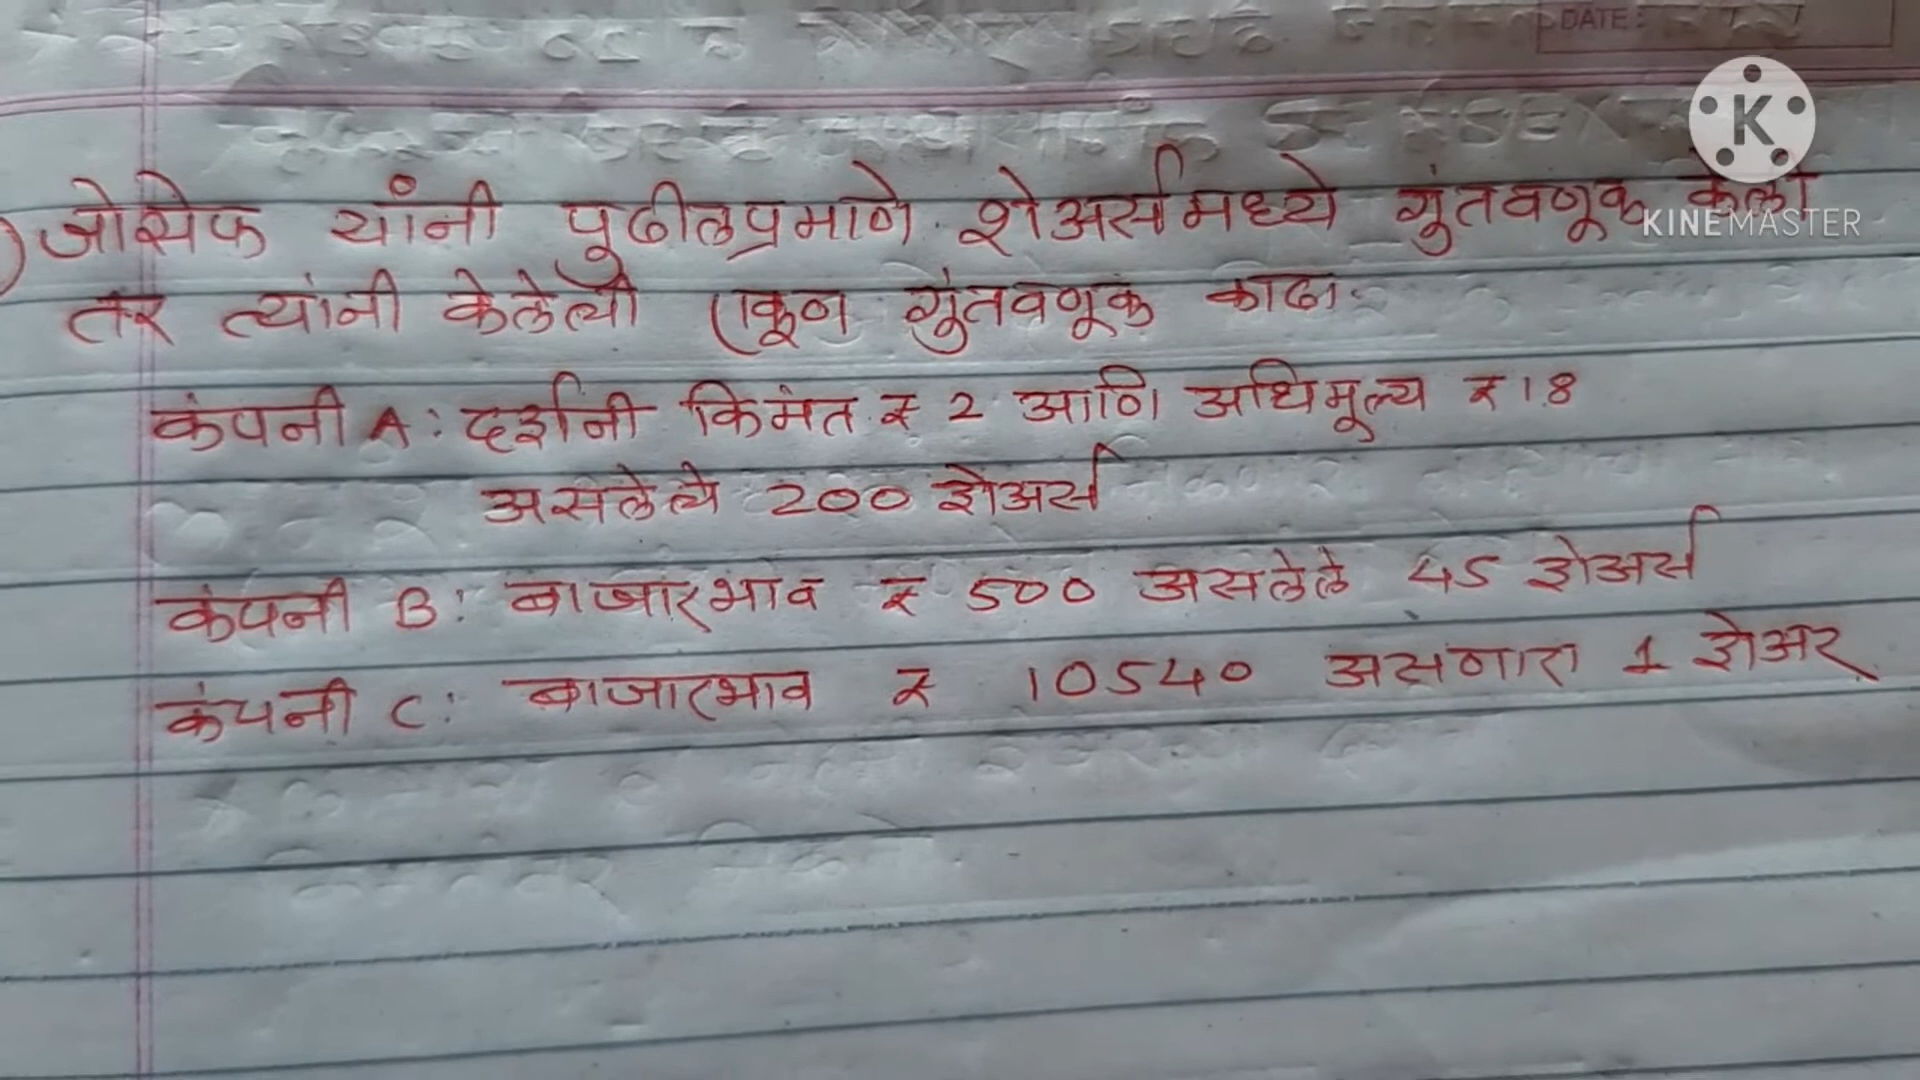 DATE :
जोसेफ यांनी पुढीलप्रमाणे शेअर्समध्ये गुंतवणूक केली
तर त्यांनी केलेली एकूण गुंतवणूक काढा.
कंपनी A : दर्शनी किंमत ₹ 2 आणि अधिमूल्य ₹ 18
असलेले 200 शेअर्स
कंपनी B : बाजारभाव ₹ 500 असलेले 45 शेअर्स
कंपनी C : बाजारभाव ₹ 10540 असणारा 1 शेअर
K
KINEMASTER